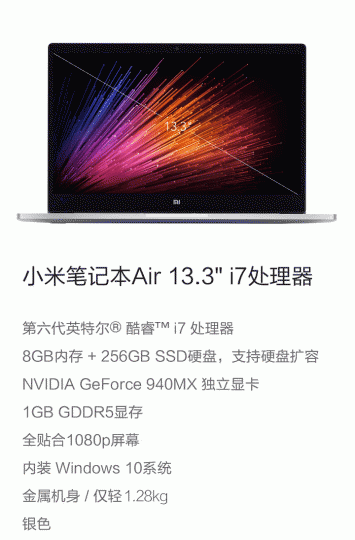 13.3"
MI
小米笔记本Air 13.3" i7处理器
第六代英特尔® 酷睿™ i7 处理器
8GB内存 + 256GB SSD硬盘，支持硬盘扩容
NVIDIA GeForce 940MX 独立显卡
1GB GDDR5显存
全贴合1080p屏幕
内装 Windows 10系统
金属机身 / 仅轻1.28kg
银色